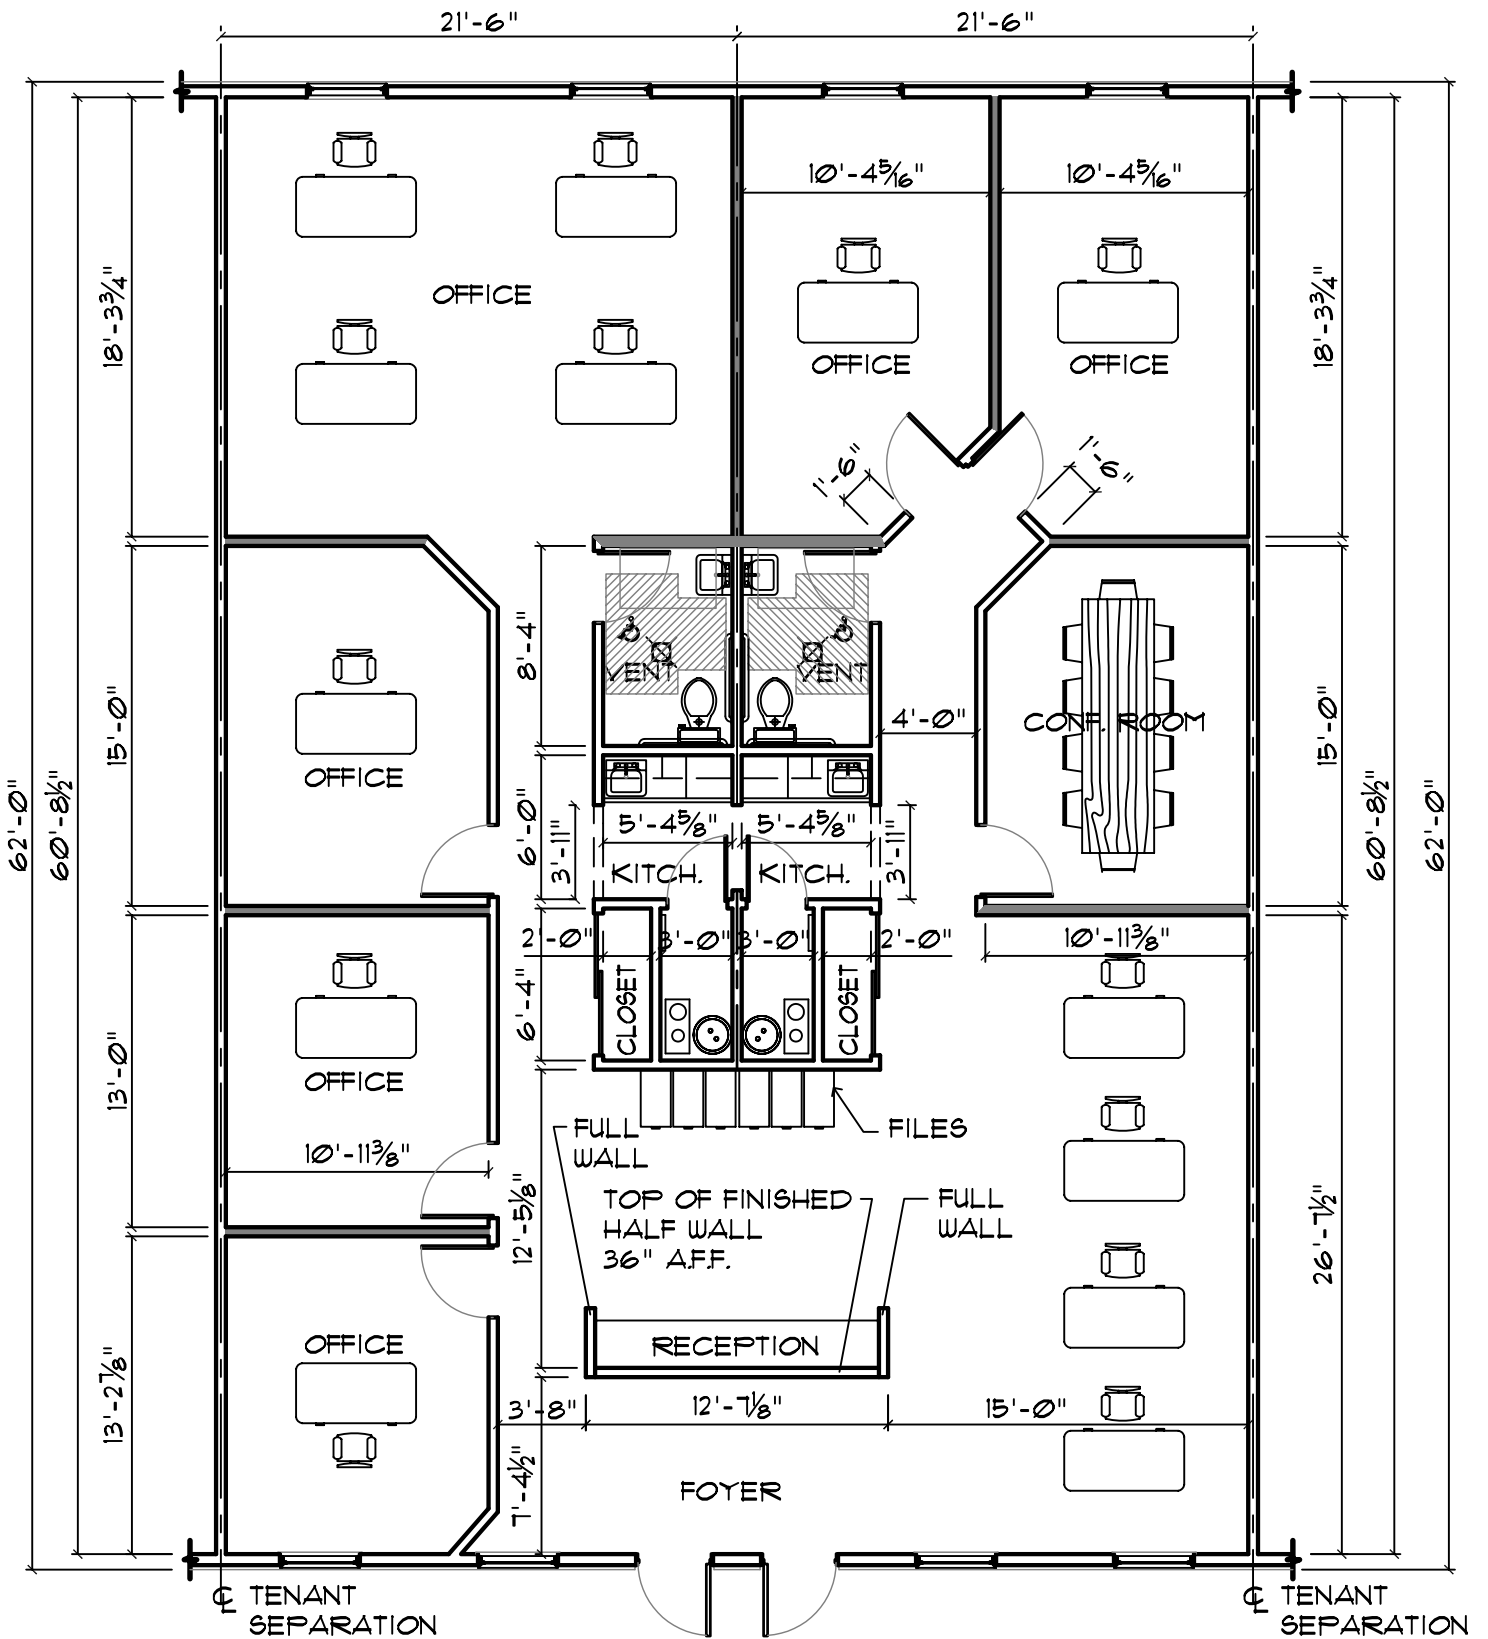 21'-6" 21'-6"
10'-4 5/16" 10'-4 5/16"
18'-3 3/4"
OFFICE
18'-3 3/4"
OFFICE OFFICE
1'-6" 1'-6"
8'-4"
VENT VENT
15'-0"
4'-0"
CONF. ROOM
15'-0"
OFFICE
62'-0"
60'-8 1/2"
60'-8 1/2"
62'-0"
6'-0"
3'-11"
5'-4 5/8" 5'-4 5/8"
3'-11"
KITCH. KITCH.
2'-0" 3'-0" 3'-0" 2'-0"
10'-11 3/8"
6'-4"
CLOSET CLOSET
13'-0"
OFFICE
FULL
WALL
FILES
10'-11 3/8"
12'-5 1/8"
TOP OF FINISHED
HALF WALL
36" A.F.F.
FULL
WALL
26'-7 1/2"
OFFICE
RECEPTION
13'-2 7/8"
3'-8" 12'-7 1/8" 15'-0"
7'-4 1/2"
FOYER
℄ TENANT
SEPARATION
℄ TENANT
SEPARATION